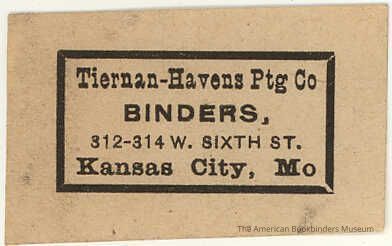 Tiernan-Havens Ptg Co
BINDERS,
312-314 W. SIXTH ST.
Kansas City, Mo
The American Bookbinders Museum